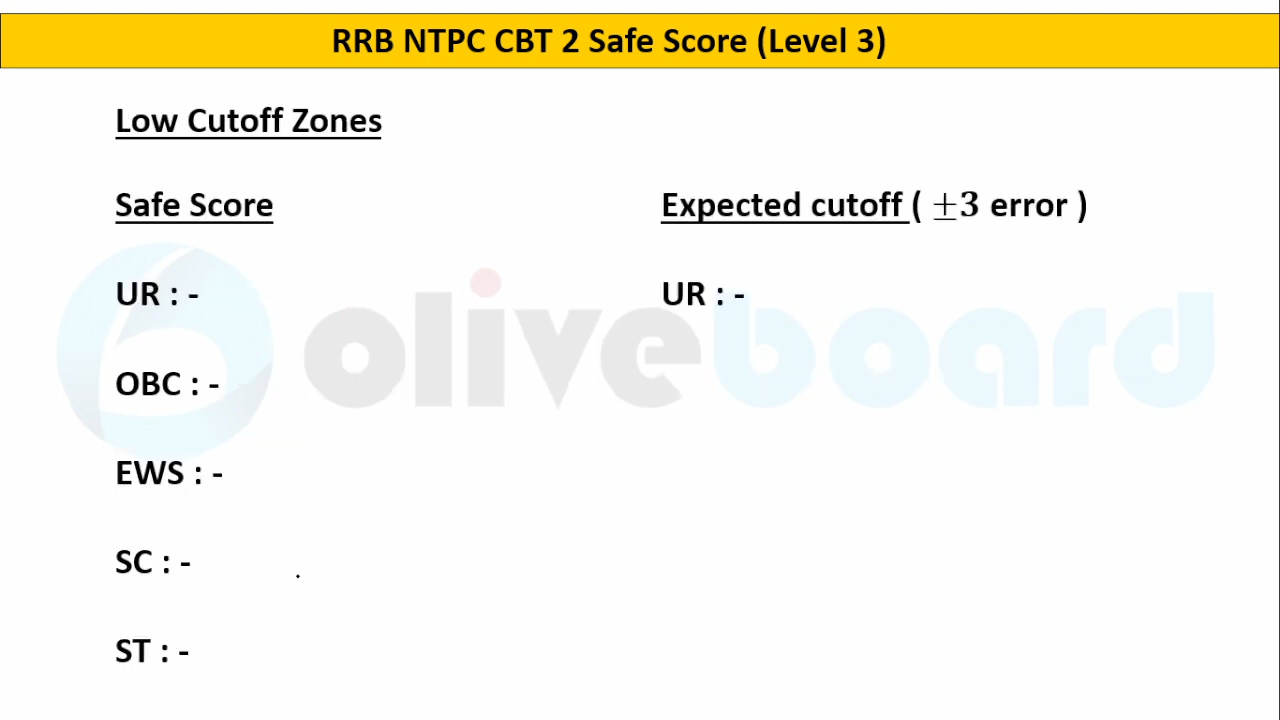 RRB NTPC CBT 2 Safe Score (Level 3)
Low Cutoff Zones
Safe Score
Expected cutoff ( ±3 error )
UR : -
UR : -
oliveboard
OBC : -
EWS : -
SC : -
ST : -